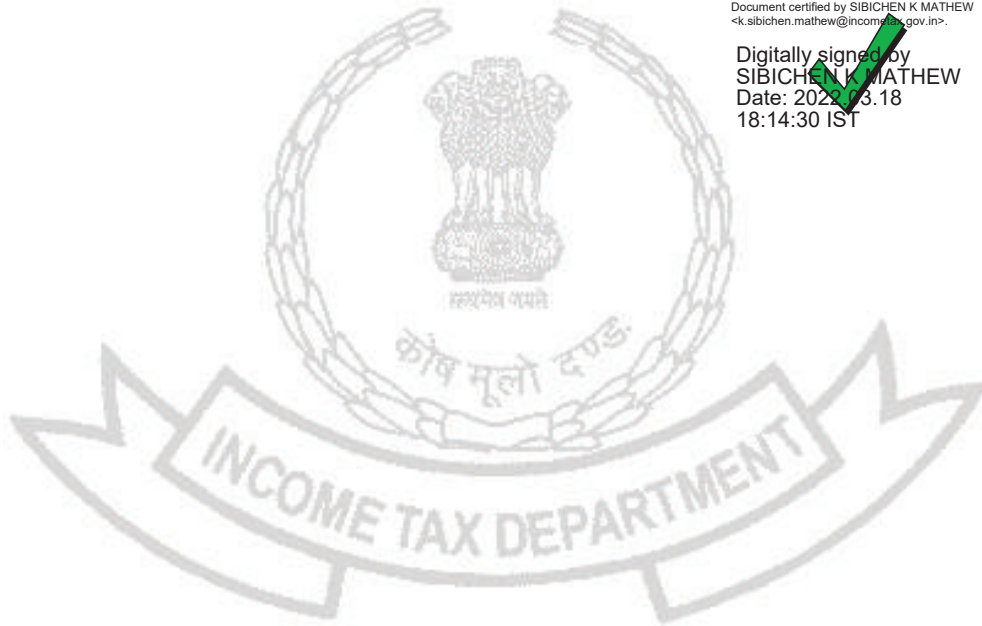 Document certified by SIBICHEN K MATHEW
<k.sibichen.mathew@incometax.gov.in>.
Digitally signed by
SIBICHEN K MATHEW
Date: 2022.03.18
18:14:30 IST
सत्यमेव जयते
कोष मूलो दण्डः
INCOME TAX DEPARTMENT